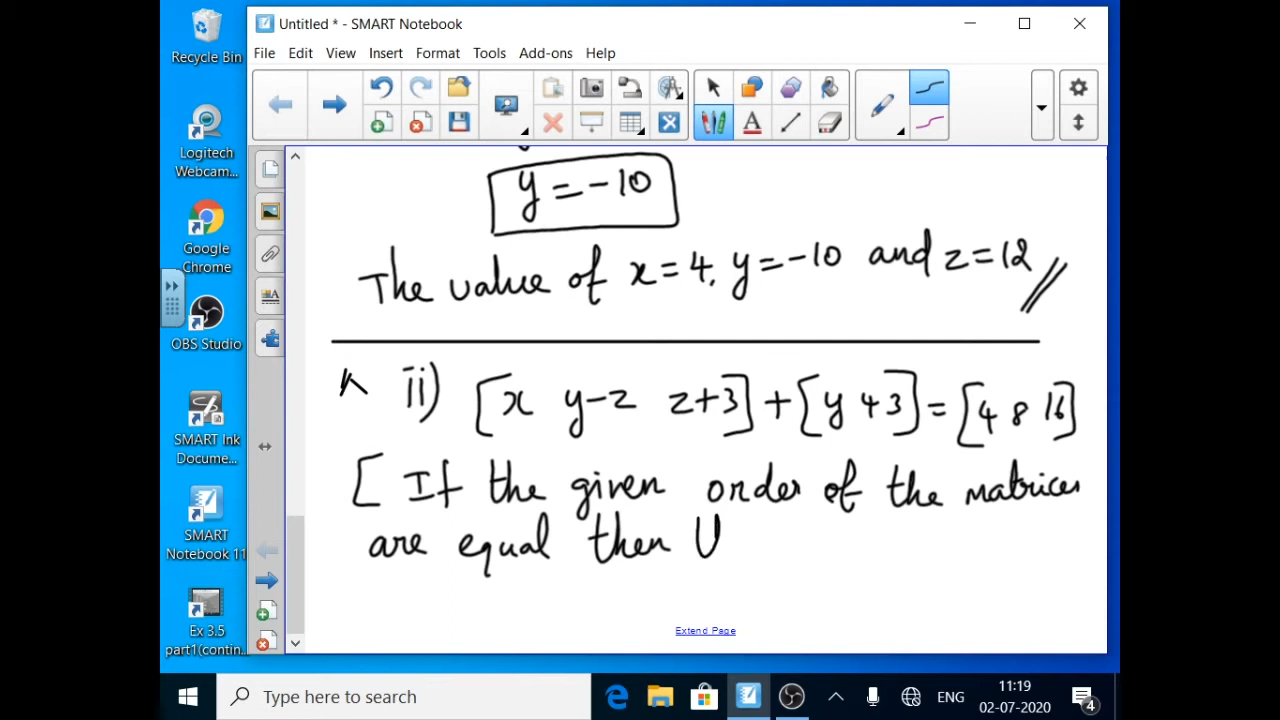 Recycle Bin
Logitech
Webcam...
Google
Chrome
OBS Studio
SMART Ink
Docume...
SMART
Notebook 11
Ex 3.5
part1(contin...
Untitled * - SMART Notebook
File Edit View Insert Format Tools Add-ons Help
y = -10
The value of x = 4, y = -10 and z = 12
ii) [x y-z z+3] + [y 4 3] = [4 8 16]
[ If the given order of the matrices
are equal then
Extend Page
Type here to search
ENG
11:19
02-07-2020
4